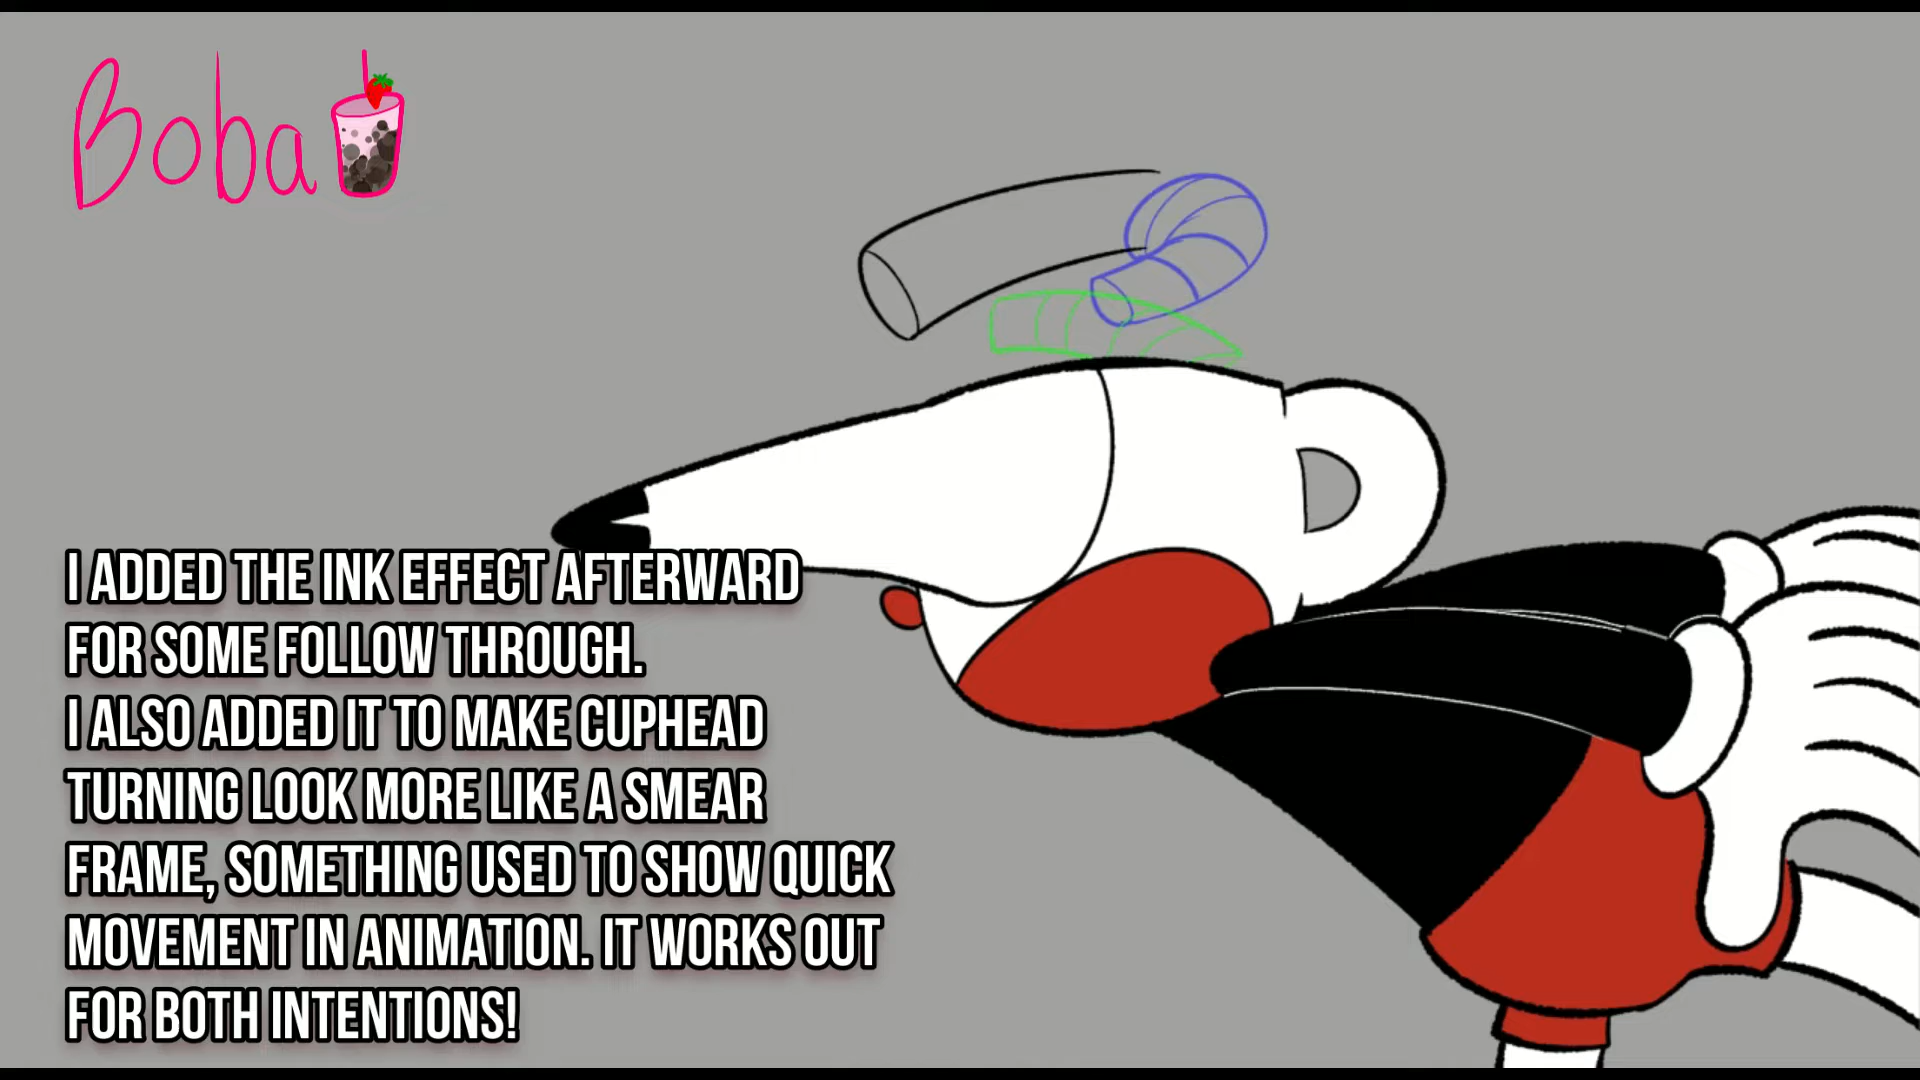 Boba
I ADDED THE INK EFFECT AFTERWARD
FOR SOME FOLLOW THROUGH.
I ALSO ADDED IT TO MAKE CUPHEAD
TURNING LOOK MORE LIKE A SMEAR
FRAME, SOMETHING USED TO SHOW QUICK
MOVEMENT IN ANIMATION. IT WORKS OUT
FOR BOTH INTENTIONS!